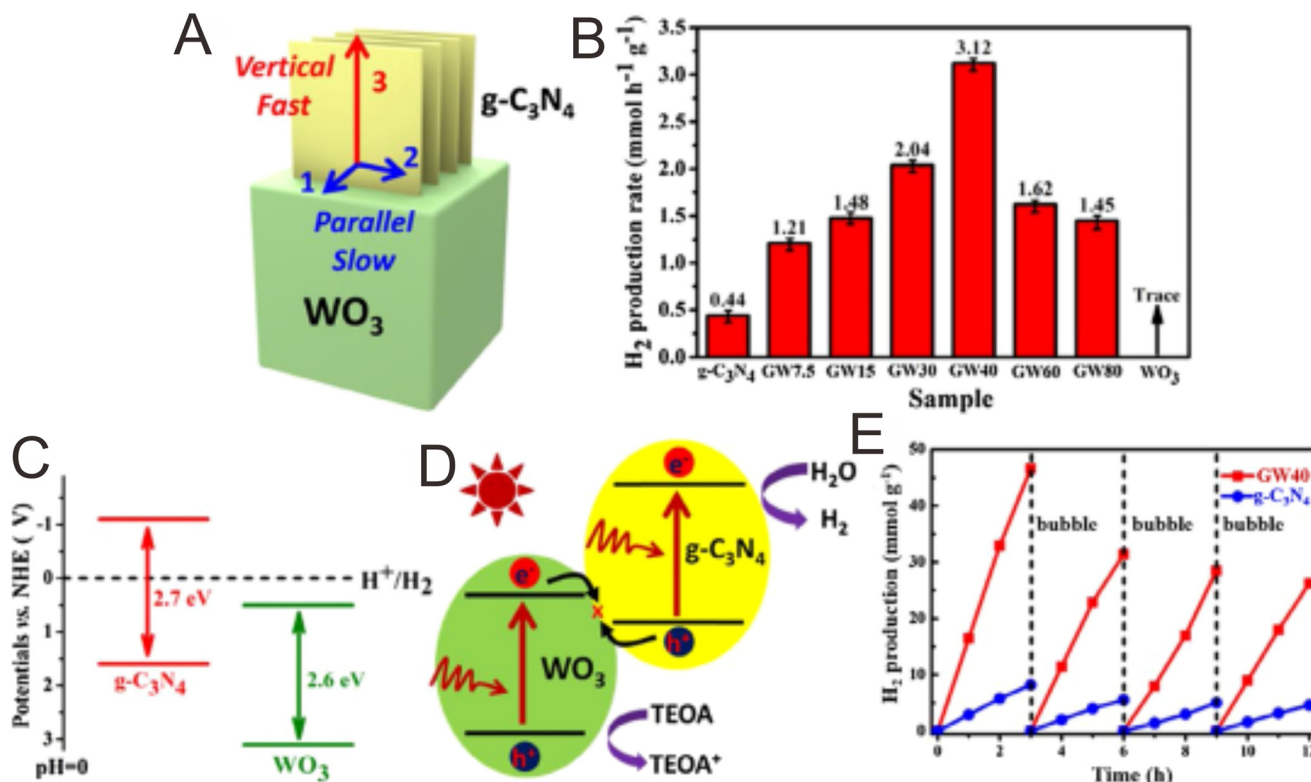 A
Vertical
Fast
3
g-C₃N₄
1
2
Parallel
Slow
WO₃
B
H₂ production rate (mmol h⁻¹ g⁻¹)
3.5
3.0
2.5
2.0
1.5
1.0
0.5
0.0
0.44
1.21
1.48
2.04
3.12
1.62
1.45
Trace
g-C₃N₄ GW7.5 GW15 GW30 GW40 GW60 GW80 WO₃
Sample
C
Potentials vs. NHE ( V)
-1
0
1
2
3
pH=0
H⁺/H₂
2.7 eV
g-C₃N₄
2.6 eV
WO₃
D
e⁻
H₂O
H₂
g-C₃N₄
e⁻
x
h⁺
WO₃
TEOA
h⁺
TEOA⁺
E
H₂ production (mmol g⁻¹)
50
40
30
20
10
0
GW40
g-C₃N₄
bubble bubble bubble
0 2 4 6 8 10 12
Time (h)